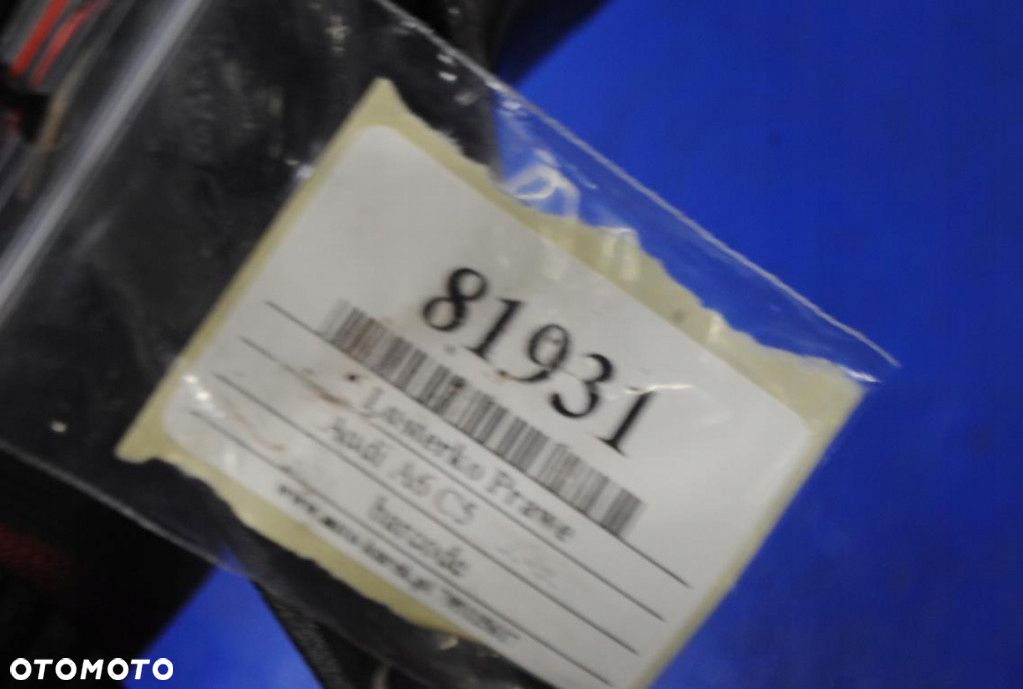 81931
Lusterko Prawe
Audi A6 C5
barcode
OTOMOTO